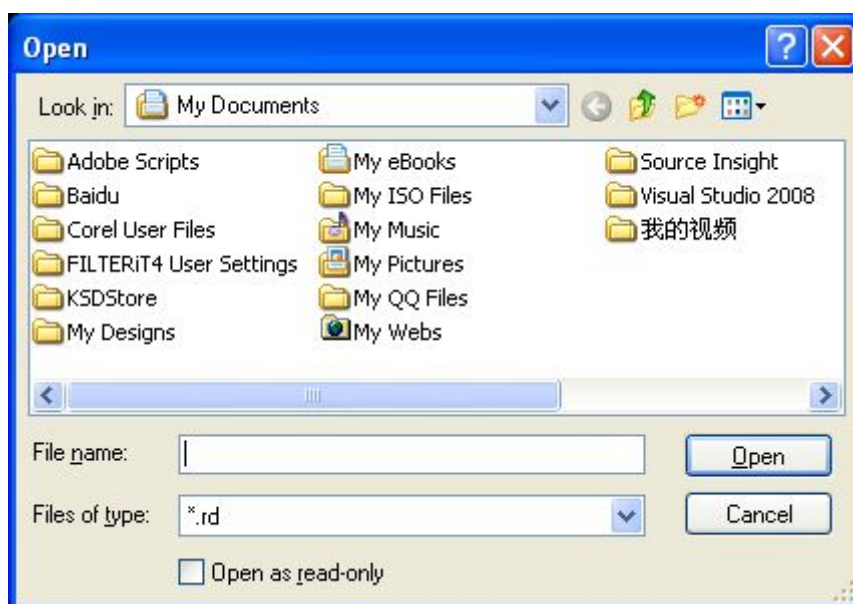 Open
Look in: My Documents
Adobe Scripts
Baidu
Corel User Files
FILTERiT4 User Settings
KSDStore
My Designs
My eBooks
My ISO Files
My Music
My Pictures
My QQ Files
My Webs
Source Insight
Visual Studio 2008
我的视频
File name:
Open
Files of type: *.rd
Cancel
Open as read-only